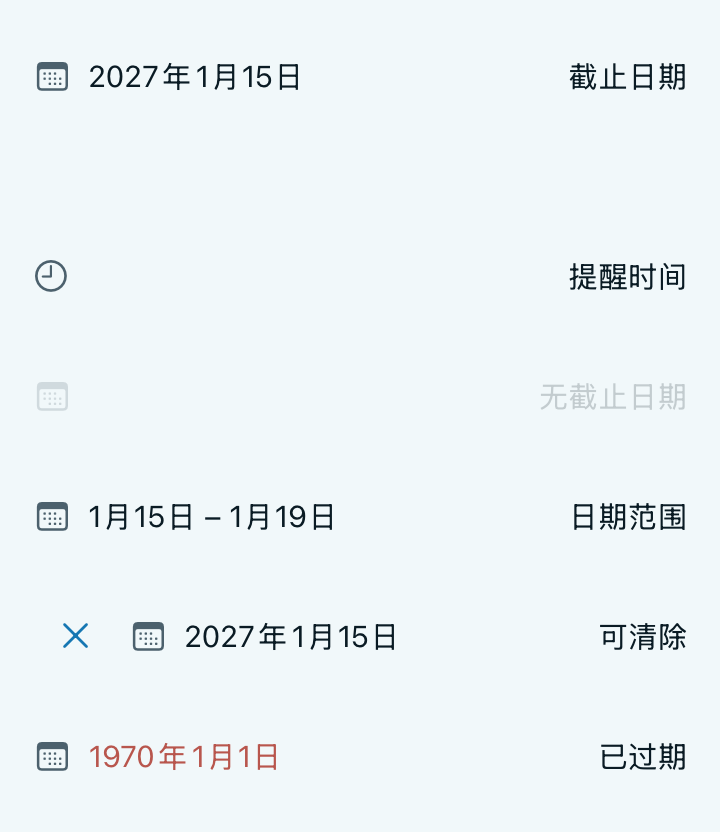 2027年1月15日 截止日期
提醒时间
无截止日期
1月15日 – 1月19日 日期范围
2027年1月15日 可清除
1970年1月1日 已过期